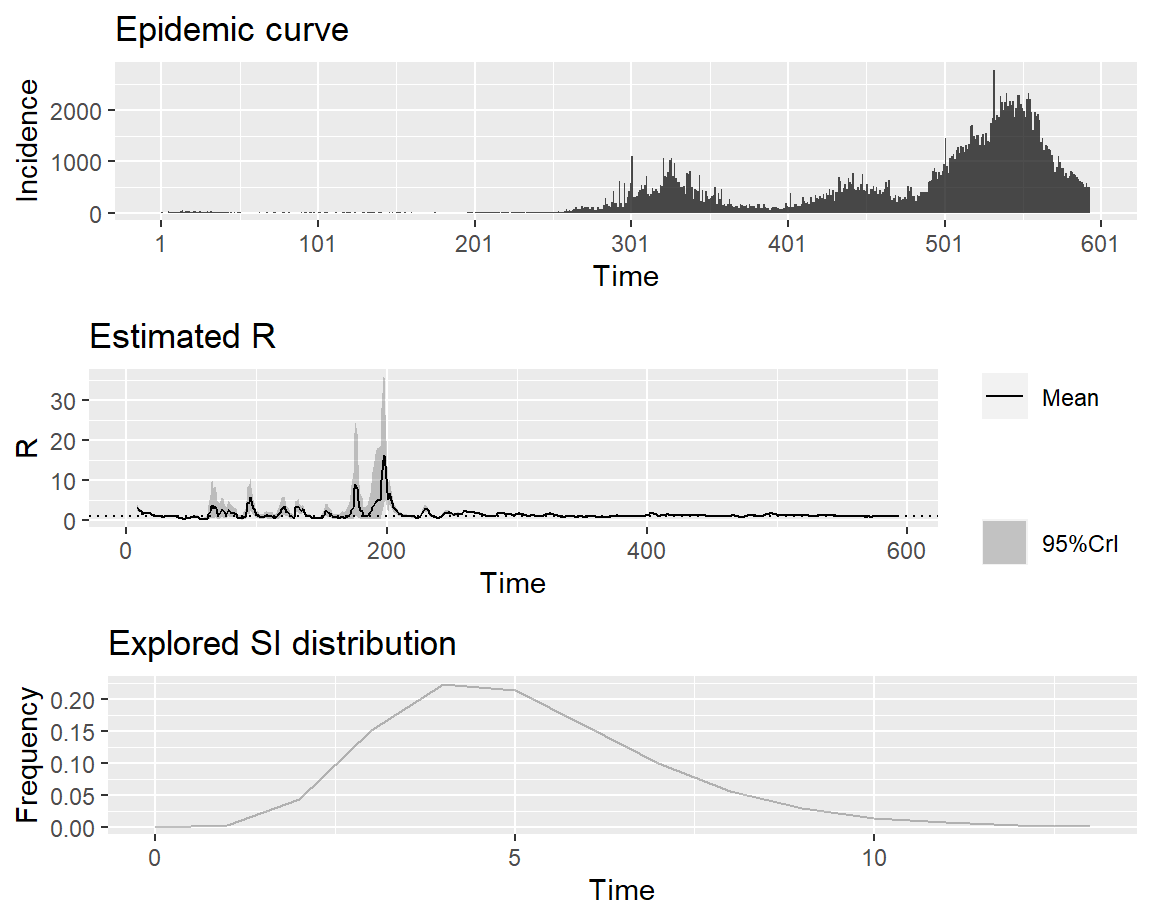 Epidemic curve
Incidence
2000
1000
0
1 101 201 301 401 501 601
Time
Estimated R
R
30
20
10
0
0 200 400 600
Time
Mean
95%CrI
Explored SI distribution
Frequency
0.20
0.15
0.10
0.05
0.00
0 5 10
Time